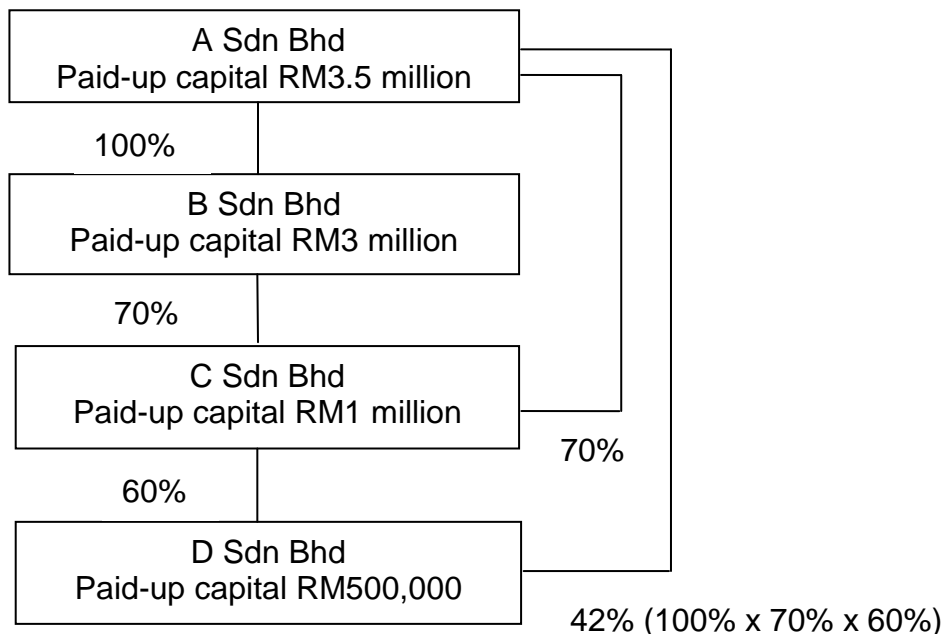 A Sdn Bhd
Paid-up capital RM3.5 million
100%
B Sdn Bhd
Paid-up capital RM3 million
70%
C Sdn Bhd
Paid-up capital RM1 million
70%
60%
D Sdn Bhd
Paid-up capital RM500,000
42% (100% x 70% x 60%)